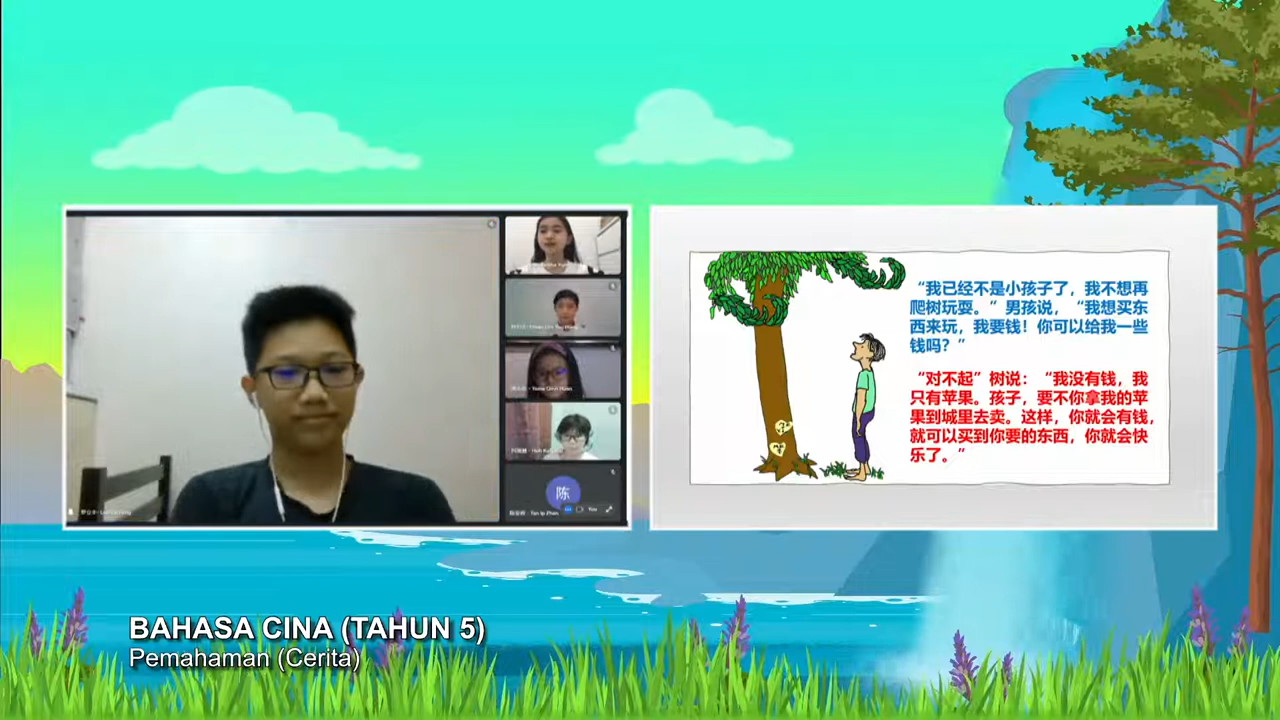 “我已经不是小孩子了，我不想再
爬树玩耍。”男孩说，“我想买东
西来玩，我要钱！你可以给我一些
钱吗？”
“对不起”树说：“我没有钱，我
只有苹果。孩子，要不你拿我的苹
果到城里去卖。这样，你就会有钱，
就可以买到你要的东西，你就会快
乐了。”
陈
You
BAHASA CINA (TAHUN 5)
Pemahaman (Cerita)